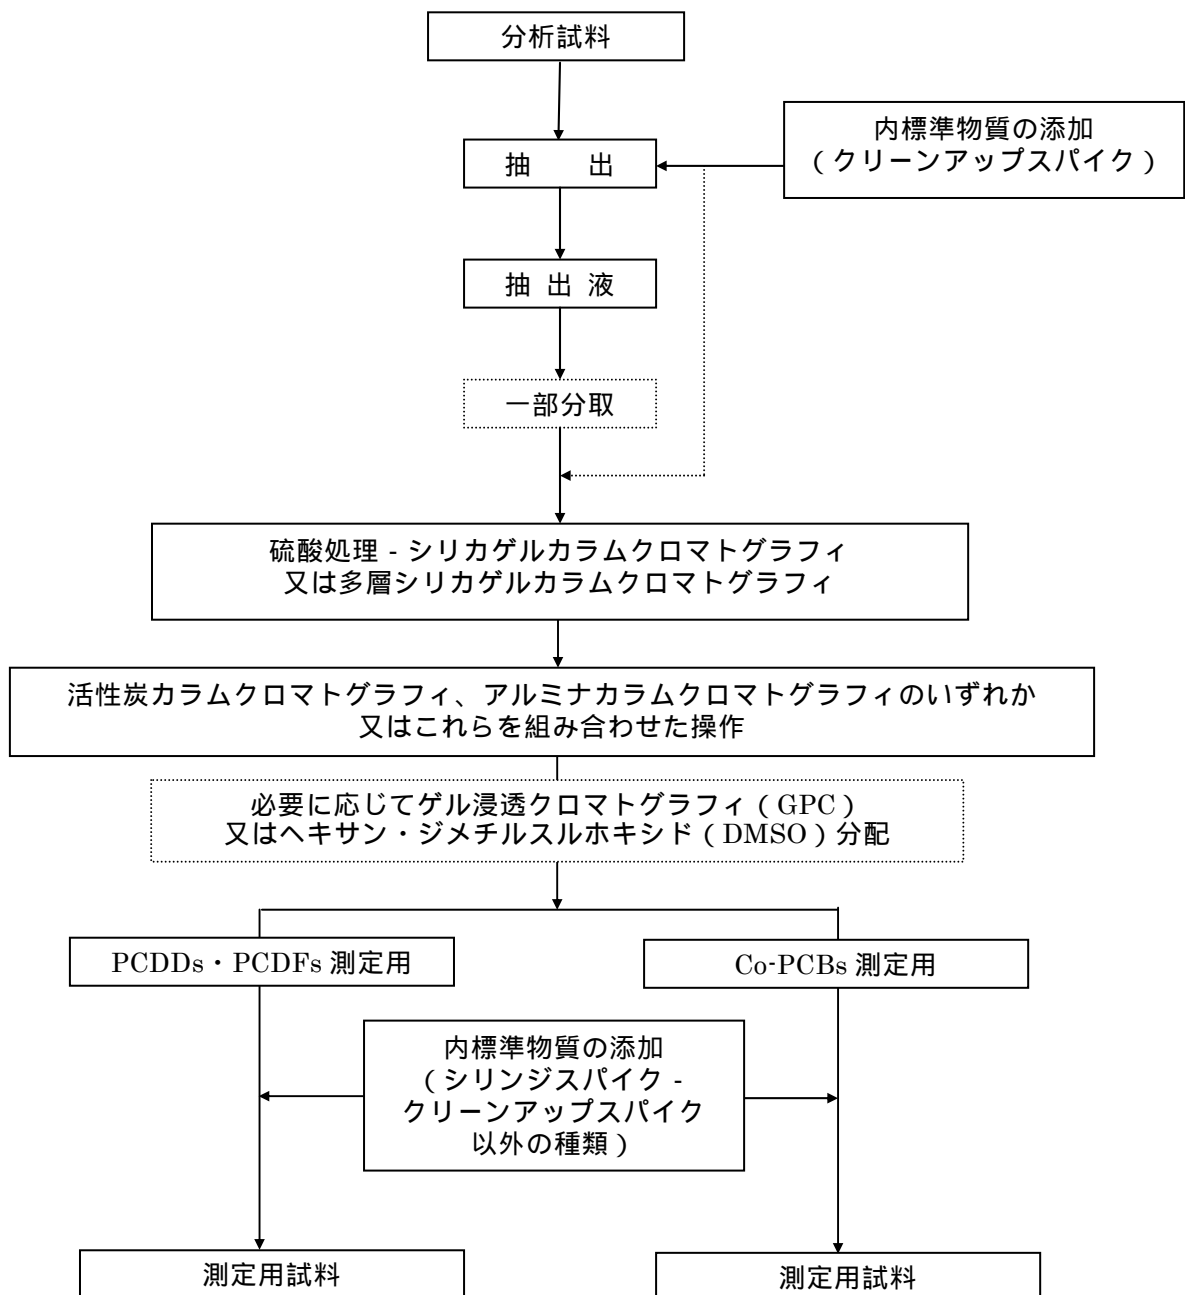 分析試料
内標準物質の添加
（クリーンアップスパイク）
抽　　出
抽 出 液
一部分取
硫酸処理 - シリカゲルカラムクロマトグラフィ
又は多層シリカゲルカラムクロマトグラフィ
活性炭カラムクロマトグラフィ、アルミナカラムクロマトグラフィのいずれか
又はこれらを組み合わせた操作
必要に応じてゲル浸透クロマトグラフィ（GPC）
又はヘキサン・ジメチルスルホキシド（DMSO）分配
PCDDs・PCDFs 測定用
Co-PCBs 測定用
内標準物質の添加
（シリンジスパイク -
クリーンアップスパイク
以外の種類）
測定用試料
測定用試料